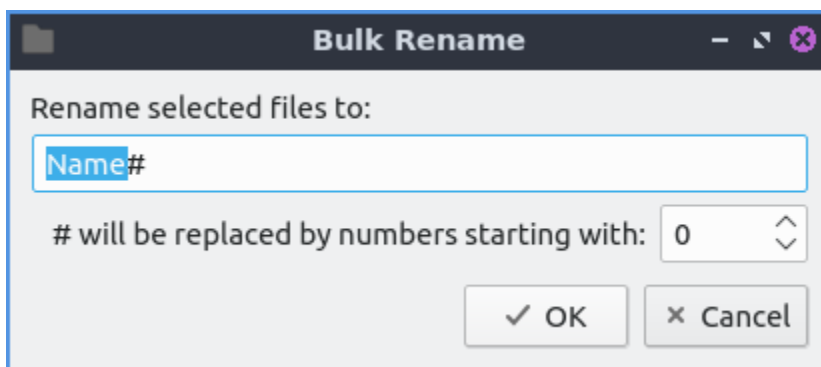 Bulk Rename
Rename selected files to:
Name#
# will be replaced by numbers starting with: 0
OK Cancel